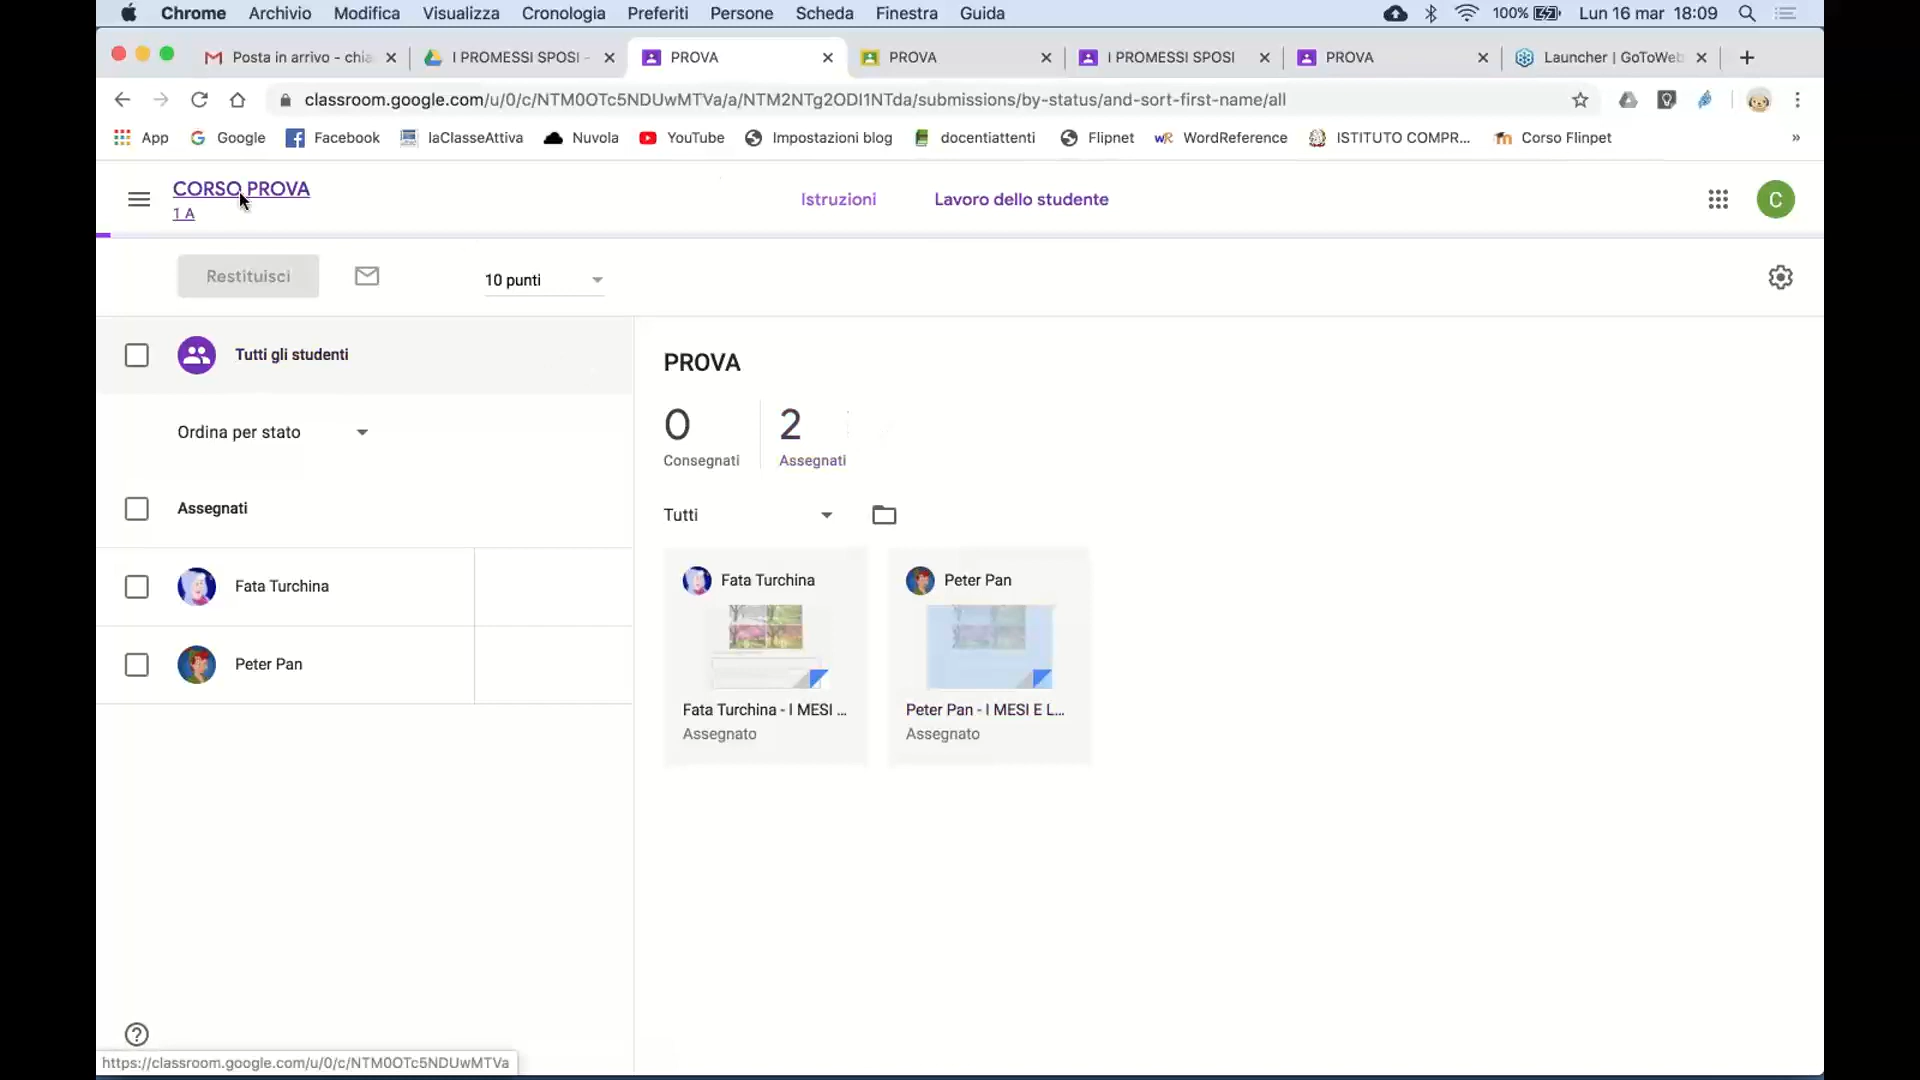 Chrome Archivio Modifica Visualizza Cronologia Preferiti Persone Scheda Finestra Guida 100% Lun 16 mar 18:09
Posta in arrivo - chia I PROMESSI SPOSI - PROVA PROVA I PROMESSI SPOSI PROVA Launcher | GoToWeb
classroom.google.com/u/0/c/NTM0OTc5NDUwMTVa/a/NTM2NTg2ODI1NTda/submissions/by-status/and-sort-first-name/all
App Google Facebook laClasseAttiva Nuvola YouTube Impostazioni blog docentiattenti Flipnet WordReference ISTITUTO COMPR... Corso Flinpet »
CORSO PROVA
1 A
Istruzioni Lavoro dello studente C
Restituisci 10 punti
Tutti gli studenti
Ordina per stato
Assegnati
Fata Turchina
Peter Pan
PROVA
0 2
Consegnati Assegnati
Tutti
Fata Turchina Peter Pan
Fata Turchina - I MESI ... Peter Pan - I MESI E L...
Assegnato Assegnato
https://classroom.google.com/u/0/c/NTM0OTc5NDUwMTVa